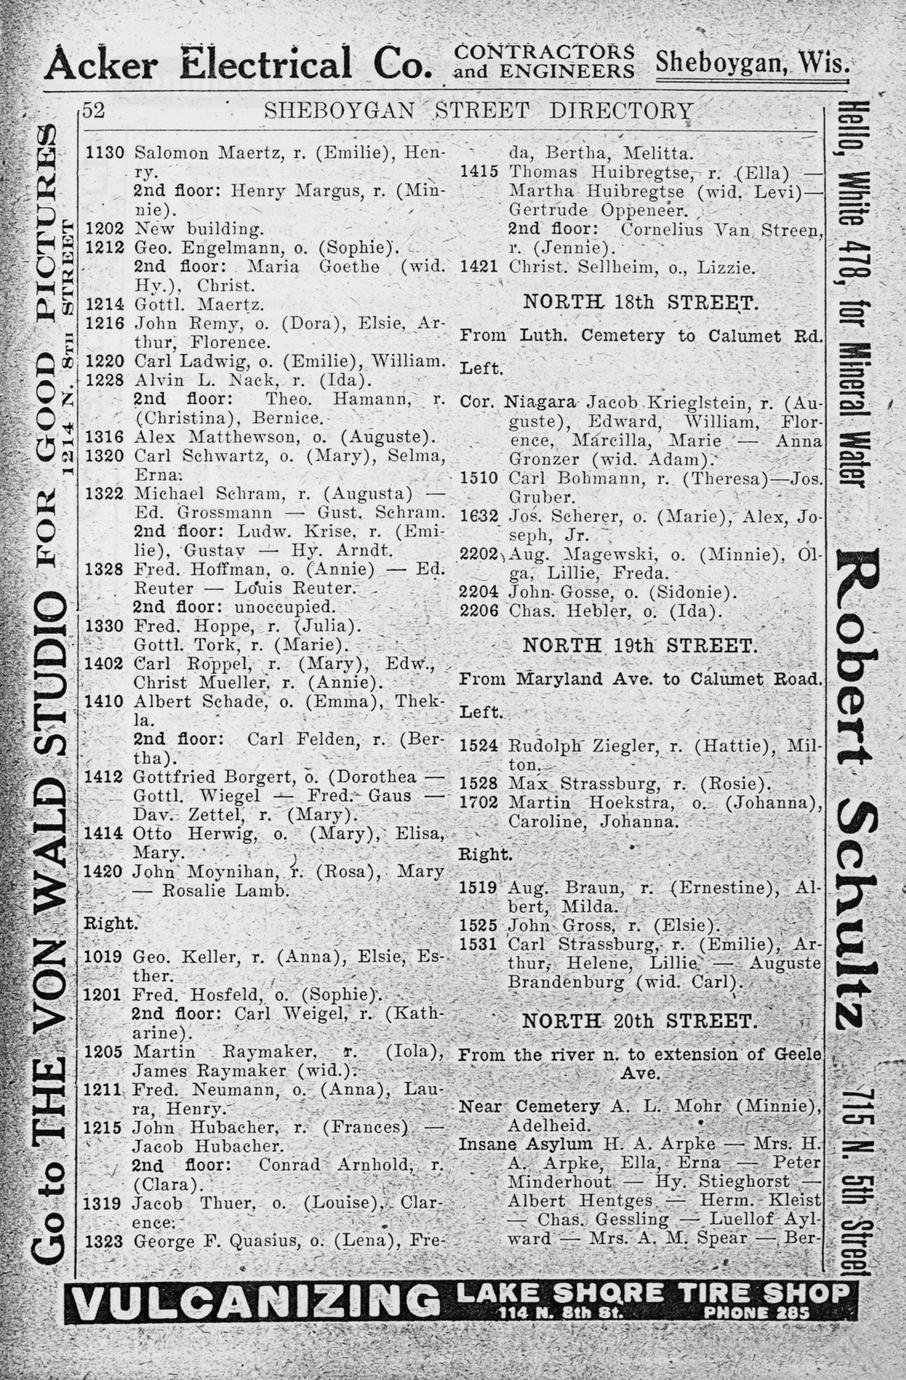 Acker Electrical Co. CONTRACTORS and ENGINEERS Sheboygan, Wis.
52 SHEBOYGAN STREET DIRECTORY
1130 Salomon Maertz, r. (Emilie), Hen-
ry.
2nd floor: Henry Margus, r. (Min-
nie).
1202 New building.
1212 Geo. Engelmann, o. (Sophie).
2nd floor: Maria Goethe (wid.
Hy.), Christ.
1214 Gottl. Maertz.
1216 John Remy, o. (Dora), Elsie, Ar-
thur, Florence.
1220 Carl Ladwig, o. (Emilie), William.
1228 Alvin L. Nack, r. (Ida).
2nd floor: Theo. Hamann, r.
(Christina), Bernice.
1316 Alex Matthewson, o. (Auguste).
1320 Carl Schwartz, o. (Mary), Selma,
Erna.
1322 Michael Schram, r. (Augusta) —
Ed. Grossmann — Gust. Schram.
2nd floor: Ludw. Krise, r. (Emi-
lie), Gustav — Hy. Arndt.
1328 Fred. Hoffman, o. (Annie) — Ed.
Reuter — Louis Reuter.
2nd floor: unoccupied.
1330 Fred. Hoppe, r. (Julia).
Gottl. Tork, r. (Marie).
1402 Carl Roppel, r. (Mary), Edw.,
Christ Mueller, r. (Annie).
1410 Albert Schade, o. (Emma), Thek-
la.
2nd floor: Carl Felden, r. (Ber-
tha).
1412 Gottfried Borgert, o. (Dorothea —
Gottl. Wiegel — Fred. Gaus —
Dav. Zettel, r. (Mary).
1414 Otto Herwig, o. (Mary), Elisa,
Mary.
1420 John Moynihan, r. (Rosa), Mary
— Rosalie Lamb.
Right.
1019 Geo. Keller, r. (Anna), Elsie, Es-
ther.
1201 Fred. Hosfeld, o. (Sophie).
2nd floor: Carl Weigel, r. (Kath-
arine).
1205 Martin Raymaker, r. (Iola),
James Raymaker (wid.).
1211 Fred. Neumann, o. (Anna), Lau-
ra, Henry.
1215 John Hubacher, r. (Frances) —
Jacob Hubacher.
2nd floor: Conrad Arnhold, r.
(Clara).
1319 Jacob Thuer, o. (Louise), Clar-
ence.
1323 George F. Quasius, o. (Lena), Fre-
da, Bertha, Melitta.
1415 Thomas Huibregtse, r. (Ella) —
Martha Huibregtse (wid. Levi)—
Gertrude Oppeneer.
2nd floor: Cornelius Van Streen,
r. (Jennie).
1421 Christ. Sellheim, o., Lizzie.
NORTH 18th STREET.
From Luth. Cemetery to Calumet Rd.
Left.
Cor. Niagara Jacob Krieglstein, r. (Au-
guste), Edward, William, Flor-
ence, Marcilla, Marie — Anna
Gronzer (wid. Adam).
1510 Carl Bohmann, r. (Theresa)—Jos.
Gruber.
1632 Jos. Scherer, o. (Marie), Alex, Jo-
seph, Jr.
2202 Aug. Magewski, o. (Minnie), Ol-
ga, Lillie, Freda.
2204 John Gosse, o. (Sidonie).
2206 Chas. Hebler, o. (Ida).
NORTH 19th STREET.
From Maryland Ave. to Calumet Road.
Left.
1524 Rudolph Ziegler, r. (Hattie), Mil-
ton.
1528 Max Strassburg, r. (Rosie).
1702 Martin Hoekstra, o. (Johanna),
Caroline, Johanna.
Right.
1519 Aug. Braun, r. (Ernestine), Al-
bert, Milda.
1525 John Gross, r. (Elsie).
1531 Carl Strassburg, r. (Emilie), Ar-
thur, Helene, Lillie — Auguste
Brandenburg (wid. Carl).
NORTH 20th STREET.
From the river n. to extension of Geele
Ave.
Near Cemetery A. L. Mohr (Minnie),
Adelheid.
Insane Asylum H. A. Arpke — Mrs. H.
A. Arpke, Ella, Erna — Peter
Minderhout — Hy. Stieghorst —
Albert Hentges — Herm. Kleist
— Chas. Gessling — Luellof Ayl-
ward — Mrs. A. M. Spear — Ber-
Go to THE VON WALD STUDIO FOR GOOD PICTURES
1214 N. 8TH STREET
Hello, White 478, for Mineral Water
Robert Schultz
715 N. 5th Street
VULCANIZING LAKE SHORE TIRE SHOP
114 N. 8th St. PHONE 285